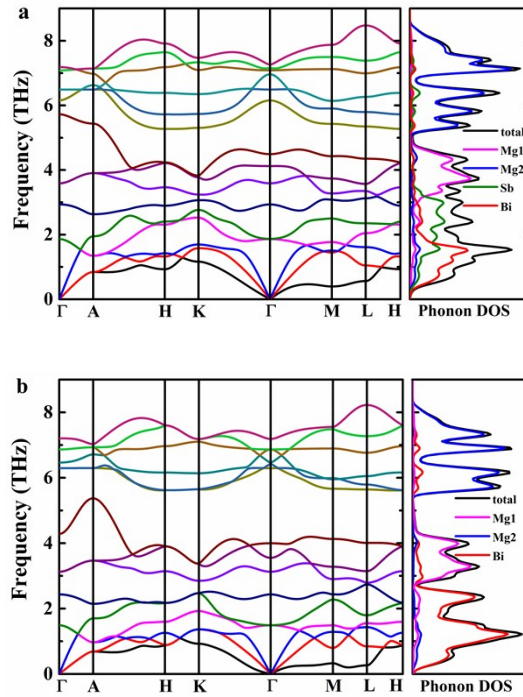 a
Frequency (THz)
8
6
4
2
0
Γ A H K Γ M L H
total
Mg1
Mg2
Sb
Bi
Phonon DOS
b
Frequency (THz)
8
6
4
2
0
Γ A H K Γ M L H
total
Mg1
Mg2
Bi
Phonon DOS